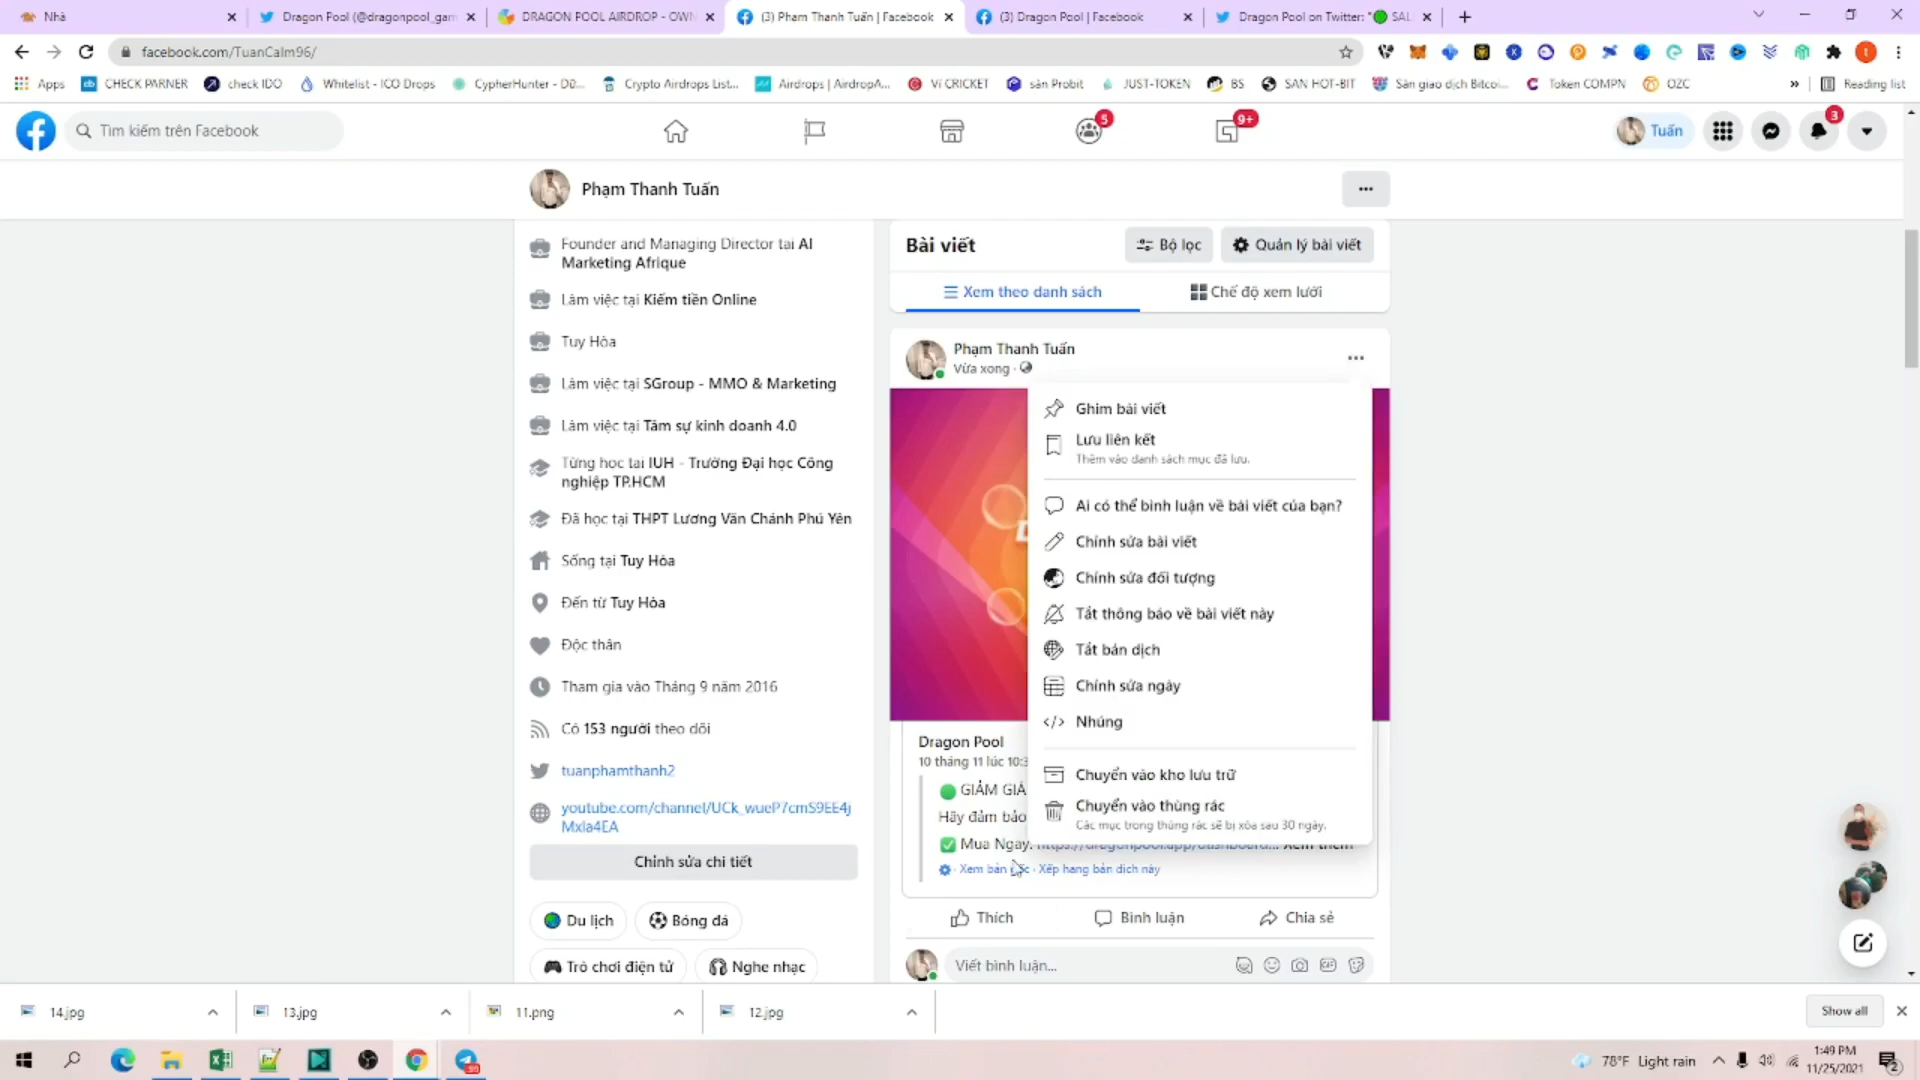 Nhà
Dragon Pool (@dragonpool_gam
DRAGON POOL AIRDROP - OWN
(3) Phạm Thanh Tuấn | Facebook
(3) Dragon Pool | Facebook
Dragon Pool on Twitter: "🟢 SAL
facebook.com/TuanCalm96/
Apps
CHECK PARNER
check IDO
Whitelist - ICO Drops
CypherHunter - Dữ...
Crypto Airdrops List...
Airdrops | AirdropA...
Ví CRICKET
sàn Probit
JUST-TOKEN
BS
SAN HOT-BIT
Sàn giao dịch Bitcoi...
Token COMPN
OZC
»
Reading list
Tìm kiếm trên Facebook
5
9+
Tuấn
3
Phạm Thanh Tuấn
Founder and Managing Director tại AI
Marketing Afrique
Làm việc tại Kiếm tiền Online
Tuy Hòa
Làm việc tại SGroup - MMO & Marketing
Làm việc tại Tâm sự kinh doanh 4.0
Từng học tại IUH - Trường Đại học Công
nghiệp TP.HCM
Đã học tại THPT Lương Văn Chánh Phú Yên
Sống tại Tuy Hòa
Đến từ Tuy Hòa
Độc thân
Tham gia vào Tháng 9 năm 2016
Có 153 người theo dõi
tuanphamthanh2
youtube.com/channel/UCk_wueP7cmS9EE4j
Mxla4EA
Chỉnh sửa chi tiết
Du lịch
Bóng đá
Trò chơi điện tử
Nghe nhạc
Bài viết
Bộ lọc
Quản lý bài viết
Xem theo danh sách
Chế độ xem lưới
Phạm Thanh Tuấn
Vừa xong ·
Ghim bài viết
Lưu liên kết
Thêm vào danh sách mục đã lưu.
Ai có thể bình luận về bài viết của bạn?
Chỉnh sửa bài viết
Chỉnh sửa đối tượng
Tắt thông báo về bài viết này
Tắt bản dịch
Chỉnh sửa ngày
Nhúng
Chuyển vào kho lưu trữ
Chuyển vào thùng rác
Các mục trong thùng rác sẽ bị xóa sau 30 ngày.
Dragon Pool
10 tháng 11 lúc 10:3
🟢 GIẢM GIÁ
Hãy đảm bảo
✅ Mua Ngay: https://dragonpool.app/dashboard... Xem thêm
· Xem bản gốc · Xếp hạng bản dịch này
Thích
Bình luận
Chia sẻ
Viết bình luận...
14.jpg
13.jpg
11.png
12.jpg
Show all
78°F Light rain
1:49 PM
11/25/2021
2